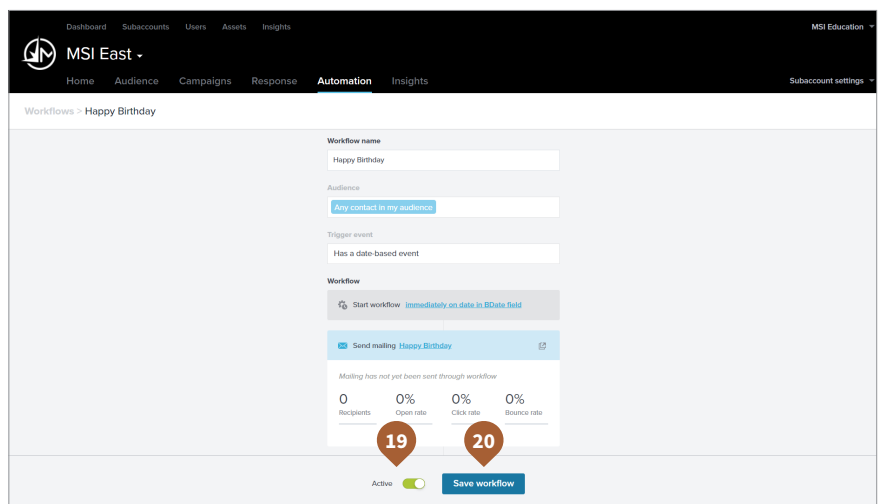 Dashboard Subaccounts Users Assets Insights MSI Education
MSI East
Home Audience Campaigns Response Automation Insights Subaccount settings
Workflows > Happy Birthday
Workflow name
Happy Birthday
Audience
Any contact in my audience
Trigger event
Has a date-based event
Workflow
Start workflow immediately on date in BDate field
Send mailing Happy Birthday
Mailing has not yet been sent through workflow
0 0% 0% 0%
Recipients Open rate Click rate Bounce rate
19 20
Active Save workflow